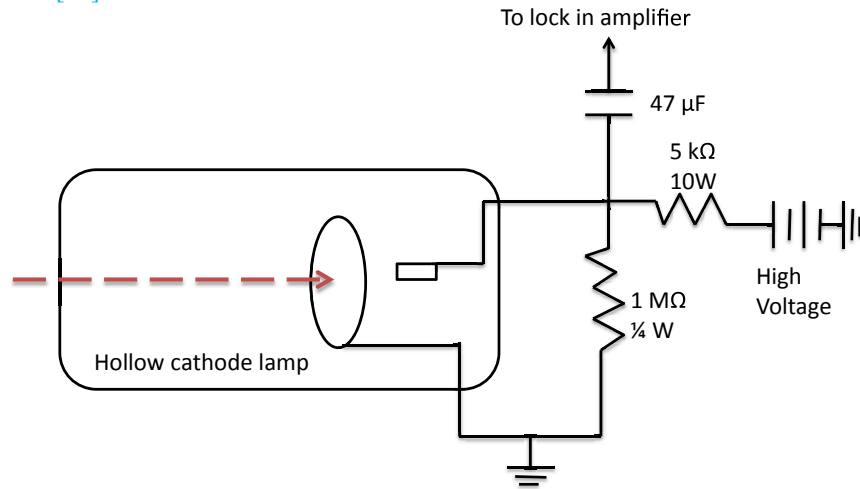 To lock in amplifier
47 µF
5 kΩ
10W
High
Voltage
1 MΩ
¼ W
Hollow cathode lamp